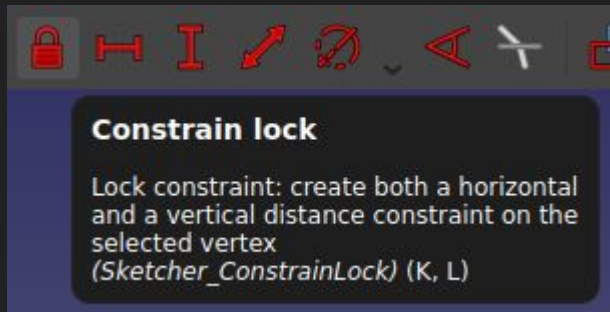 Constrain lock
Lock constraint: create both a horizontal
and a vertical distance constraint on the
selected vertex
(Sketcher_ConstrainLock) (K, L)